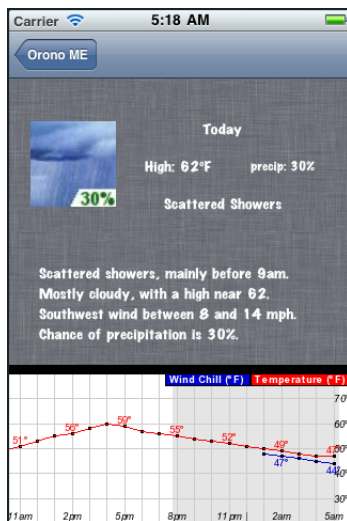 Carrier 5:18 AM
Orono ME
Today
High: 62°F precip: 30%
30%
Scattered Showers
Scattered showers, mainly before 9am.
Mostly cloudy, with a high near 62.
Southwest wind between 8 and 14 mph.
Chance of precipitation is 30%.
Wind Chill (°F) Temperature (°F)
70°
60°
51° 56° 59° 55° 52° 49° 47°
50°
47° 44°
40°
30°
11am 2pm 5pm 8pm 11pm 2am 5am